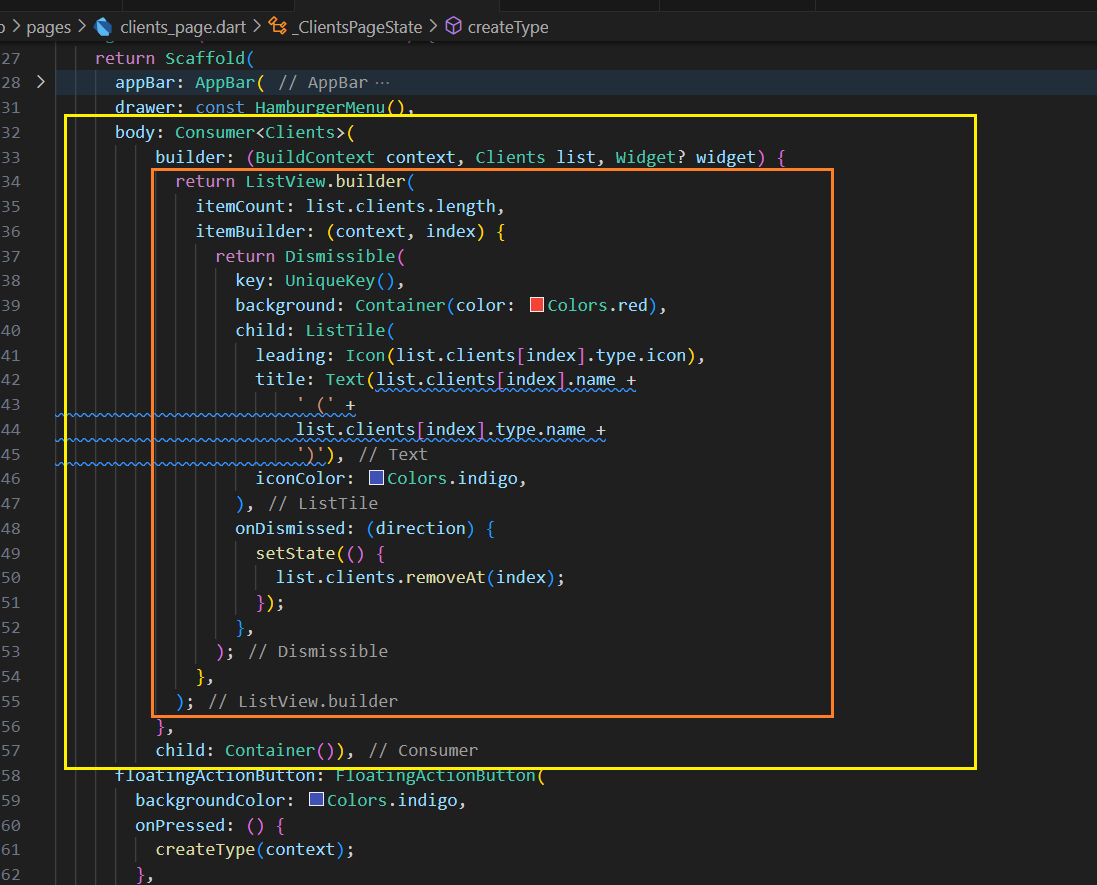 > pages > clients_page.dart > _ClientsPageState > createType
27 return Scaffold(
28 > appBar: AppBar( // AppBar ...
31 drawer: const HamburgerMenu(),
32 body: Consumer<Clients>(
33 builder: (BuildContext context, Clients list, Widget? widget) {
34 return ListView.builder(
35 itemCount: list.clients.length,
36 itemBuilder: (context, index) {
37 return Dismissible(
38 key: UniqueKey(),
39 background: Container(color: Colors.red),
40 child: ListTile(
41 leading: Icon(list.clients[index].type.icon),
42 title: Text(list.clients[index].name +
43 ' (' +
44 list.clients[index].type.name +
45 ')'), // Text
46 iconColor: Colors.indigo,
47 ), // ListTile
48 onDismissed: (direction) {
49 setState(() {
50 list.clients.removeAt(index);
51 });
52 },
53 ); // Dismissible
54 },
55 ); // ListView.builder
56 },
57 child: Container()), // Consumer
58 floatingActionButton: FloatingActionButton(
59 backgroundColor: Colors.indigo,
60 onPressed: () {
61 createType(context);
62 },